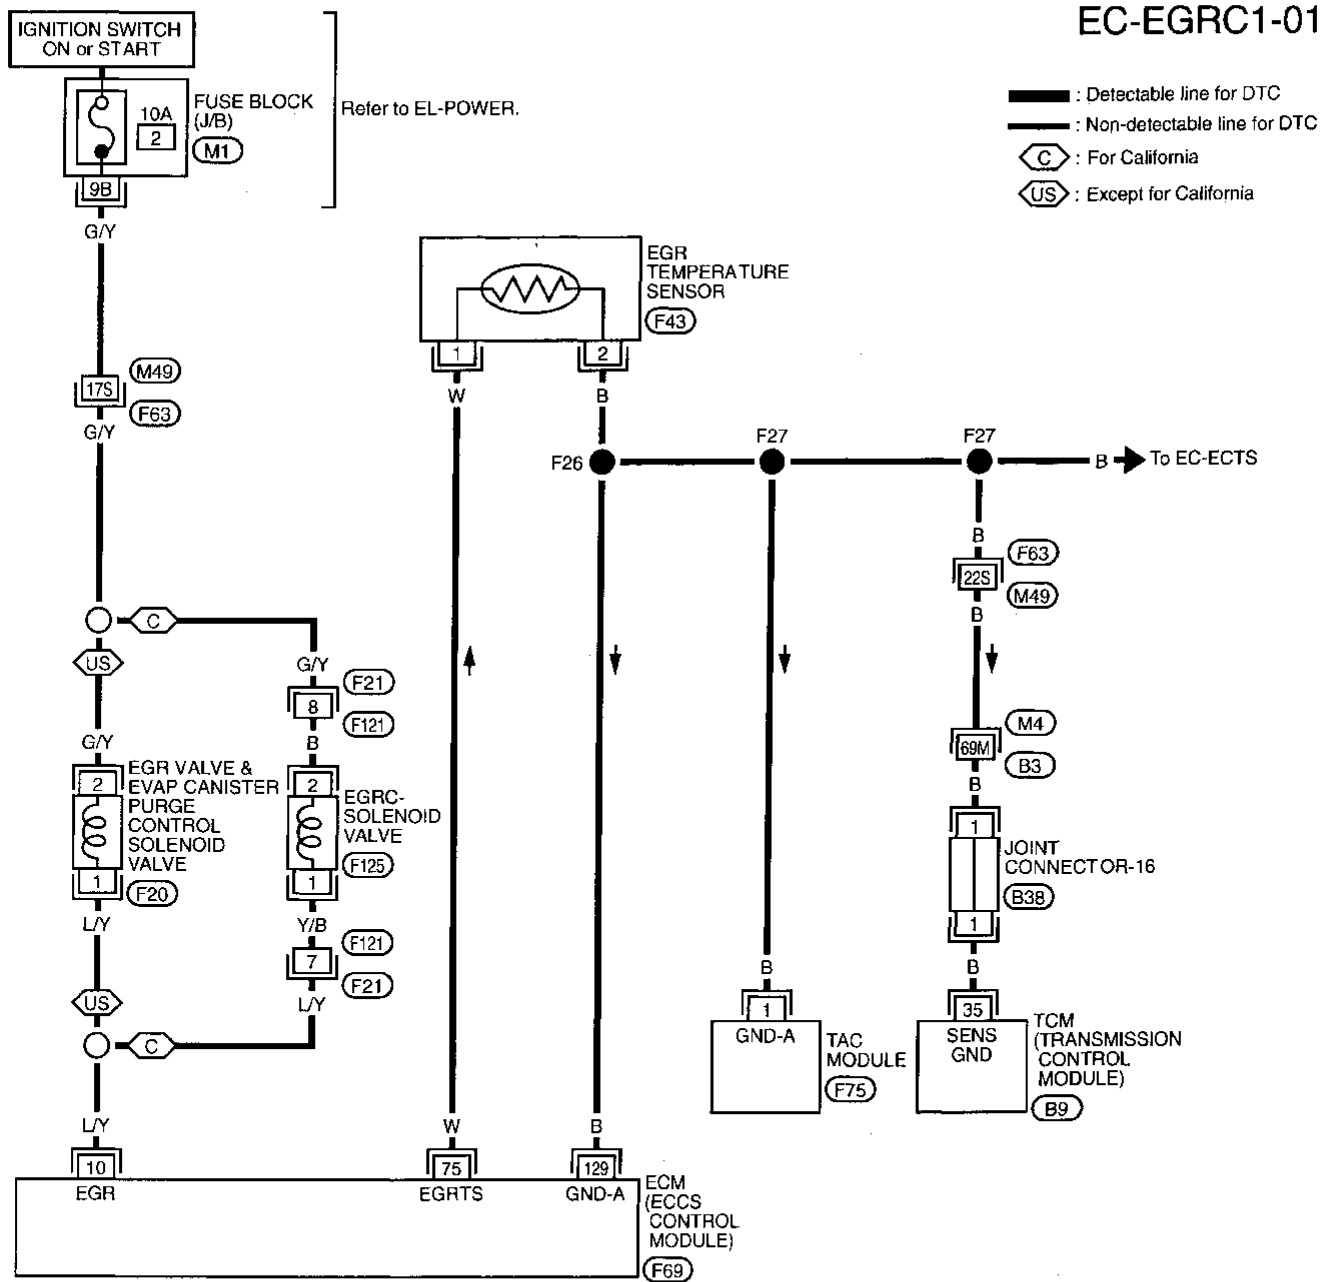 EC-EGRC1-01
IGNITION SWITCH
ON or START
10A
2
FUSE BLOCK
(J/B)
M1
Refer to EL-POWER.
: Detectable line for DTC
: Non-detectable line for DTC
C : For California
US : Except for California
9B
G/Y
EGR
TEMPERATURE
SENSOR
F43
1
2
W
B
17S
M49
F63
G/Y
F26
F27
F27
B
To EC-ECTS
B
22S
F63
M49
B
C
US
G/Y
8
F21
F121
B
G/Y
2
EGR VALVE &
EVAP CANISTER
PURGE
CONTROL
SOLENOID
VALVE
1
F20
2
EGRC-
SOLENOID
VALVE
F125
1
69M
M4
B3
B
1
JOINT
CONNECTOR-16
B38
1
L/Y
Y/B
7
F121
F21
L/Y
US
C
B
B
1
GND-A
TAC
MODULE
F75
35
SENS
GND
TCM
(TRANSMISSION
CONTROL
MODULE)
B9
L/Y
W
B
10
EGR
75
EGRTS
129
GND-A
ECM
(ECCS
CONTROL
MODULE)
F69